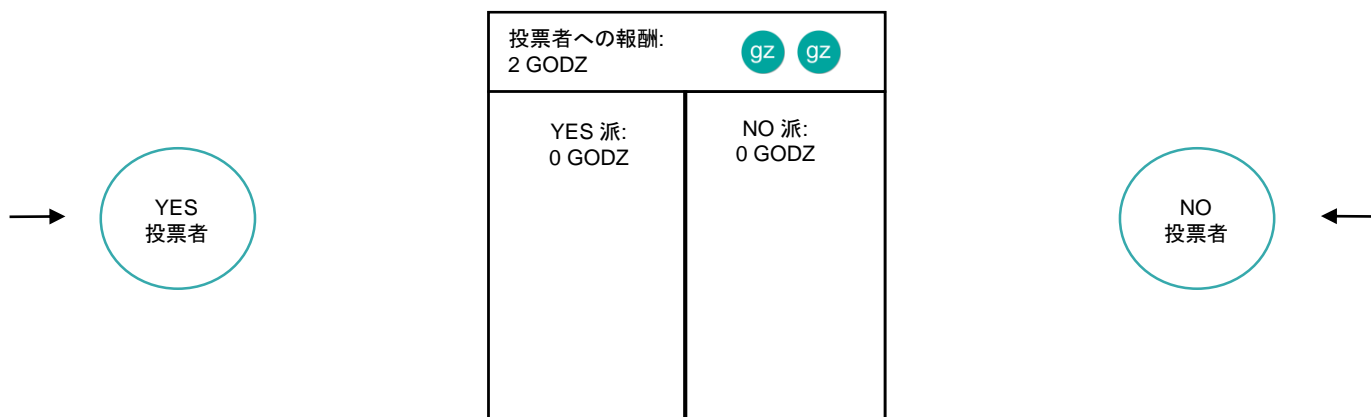 投票者への報酬:
2 GODZ
gz gz
YES 派:
0 GODZ
NO 派:
0 GODZ
YES
投票者
NO
投票者